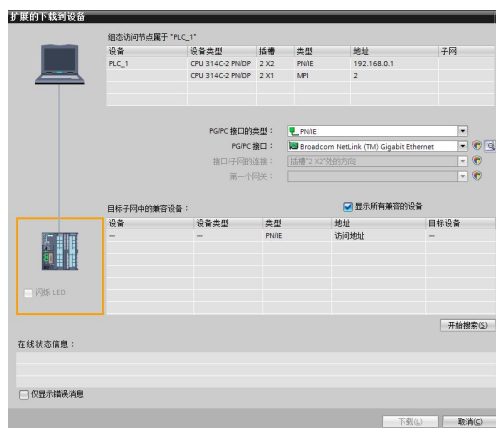 扩展的下载到设备
组态访问节点属于 "PLC_1"
设备 设备类型 插槽 类型 地址 子网
PLC_1 CPU 314C-2 PN/DP 2 X2 PN/IE 192.168.0.1
CPU 314C-2 PN/DP 2 X1 MPI 2
PG/PC 接口的类型： PN/IE
PG/PC 接口： Broadcom NetLink (TM) Gigabit Ethernet
接口/子网的连接： 插槽"2 X2"处的方向
第一个网关：
目标子网中的兼容设备： 显示所有兼容的设备
设备 设备类型 类型 地址 目标设备
— — PN/IE 访问地址 —
闪烁 LED
开始搜索(S)
在线状态信息：
仅显示错误消息
下载(L) 取消(C)